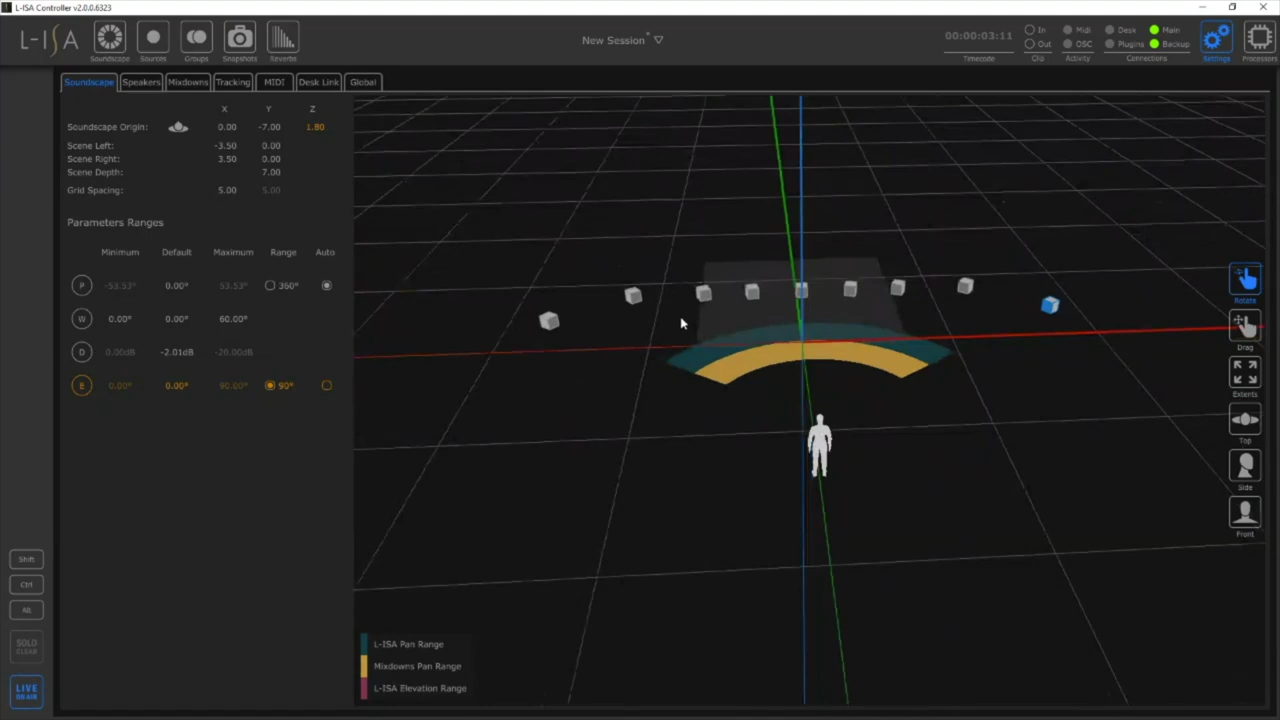 L-ISA Controller v2.0.0.6323
L-ISA
Soundscape
Sources
Groups
Snapshots
Reverbs
New Session*
00:00:03:11
Timecode
In
Out
Clip
Midi
OSC
Activity
Desk
Plugins
Main
Backup
Connections
Settings
Processors
Soundscape
Speakers
Mixdowns
Tracking
MIDI
Desk Link
Global
X Y Z
Soundscape Origin: 0.00 -7.00 1.80
Scene Left: -3.50 0.00
Scene Right: 3.50 0.00
Scene Depth: 7.00
Grid Spacing: 5.00 5.00
Parameters Ranges
Minimum Default Maximum Range Auto
P -53.53° 0.00° 53.53° 360°
W 0.00° 0.00° 60.00°
D 0.00dB -2.01dB -20.00dB
E 0.00° 0.00° 90.00° 90°
Rotate
Drag
Extents
Top
Side
Front
Shift
Ctrl
Alt
SOLO
CLEAR
LIVE
ON AIR
L-ISA Pan Range
Mixdowns Pan Range
L-ISA Elevation Range